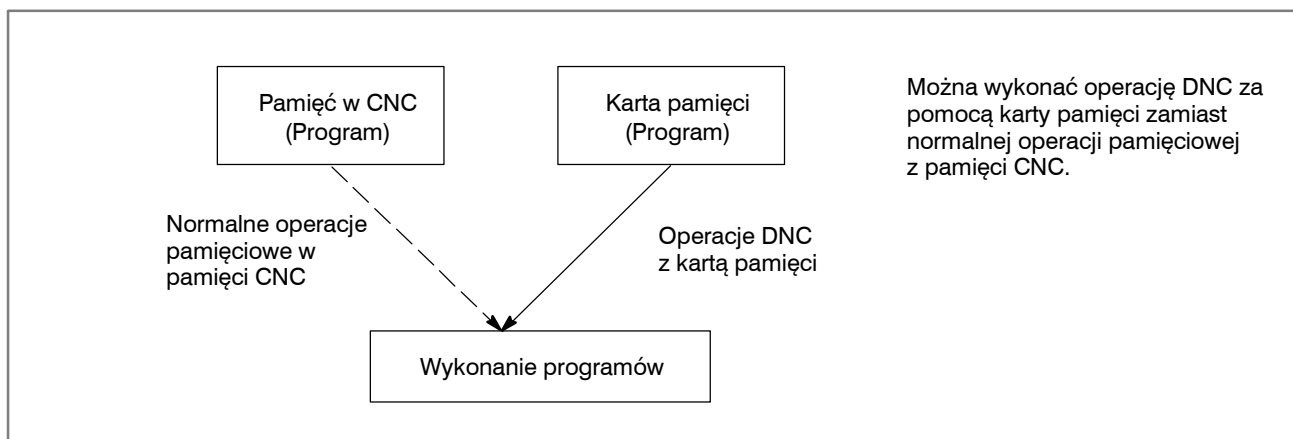 Pamięć w CNC
(Program)
Karta pamięci
(Program)
Można wykonać operację DNC za
pomocą karty pamięci zamiast
normalnej operacji pamięciowej
z pamięci CNC.
Normalne operacje
pamięciowe w
pamięci CNC
Operacje DNC
z kartą pamięci
Wykonanie programów